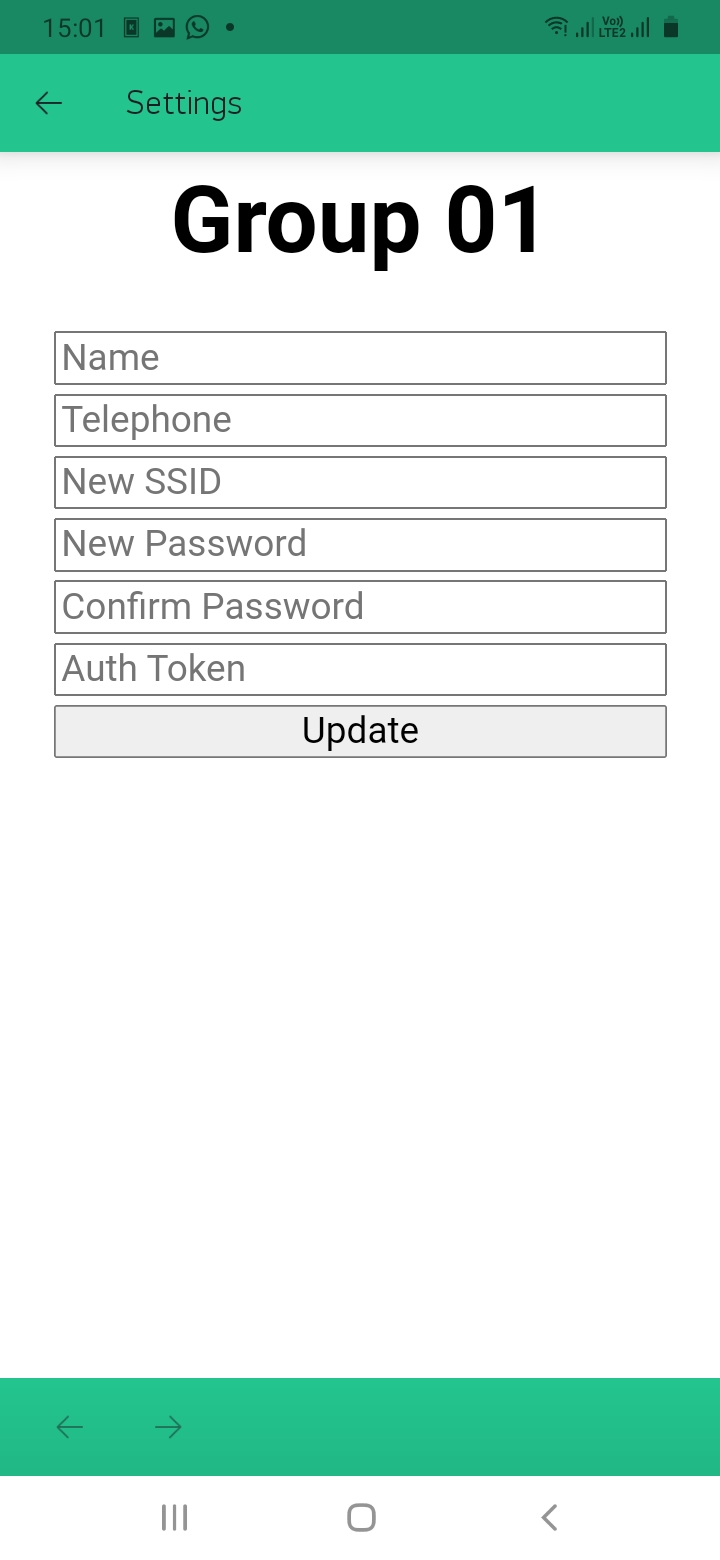 15:01 Vo)) LTE2
Settings
Group 01
Name
Telephone
New SSID
New Password
Confirm Password
Auth Token
Update